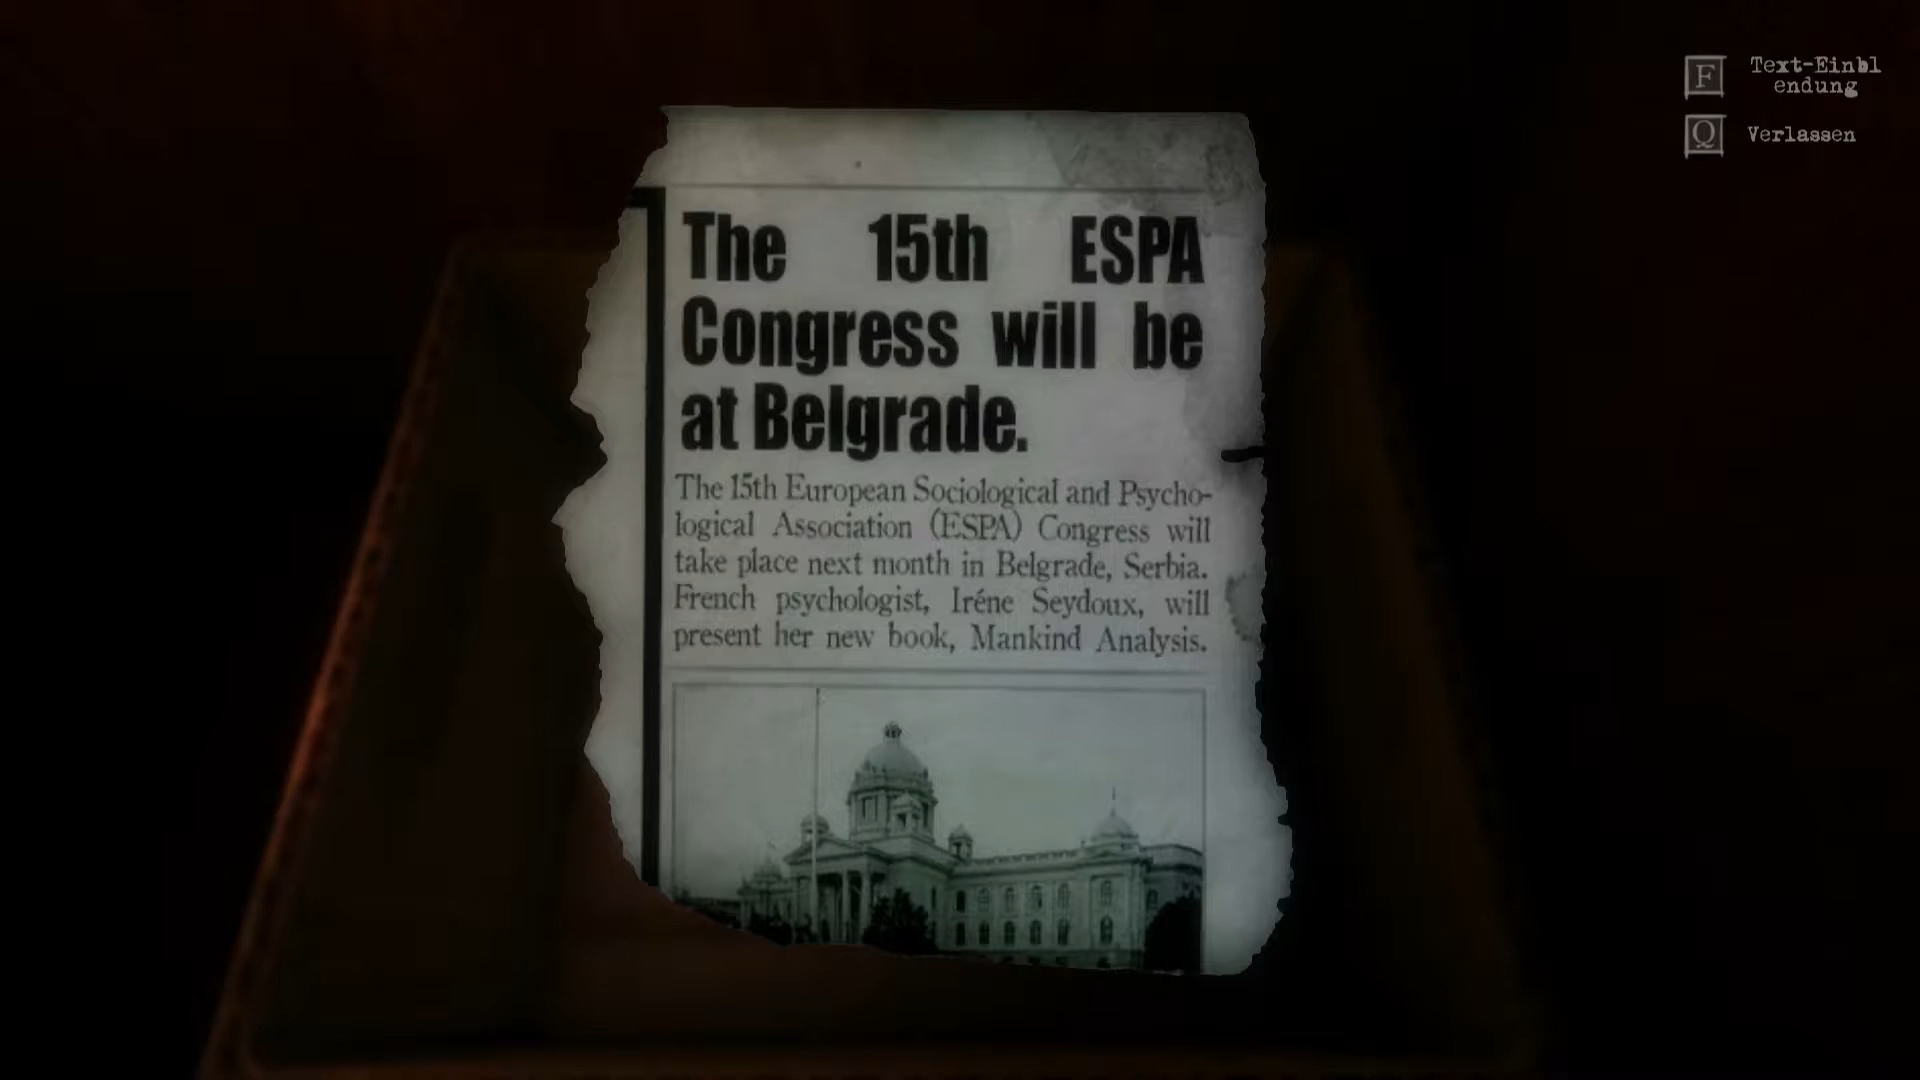 F Text-Einbl
endung
Q Verlassen
The 15th ESPA
Congress will be
at Belgrade.
The 15th European Sociological and Psycho-
logical Association (ESPA) Congress will
take place next month in Belgrade, Serbia.
French psychologist, Iréne Seydoux, will
present her new book, Mankind Analysis.